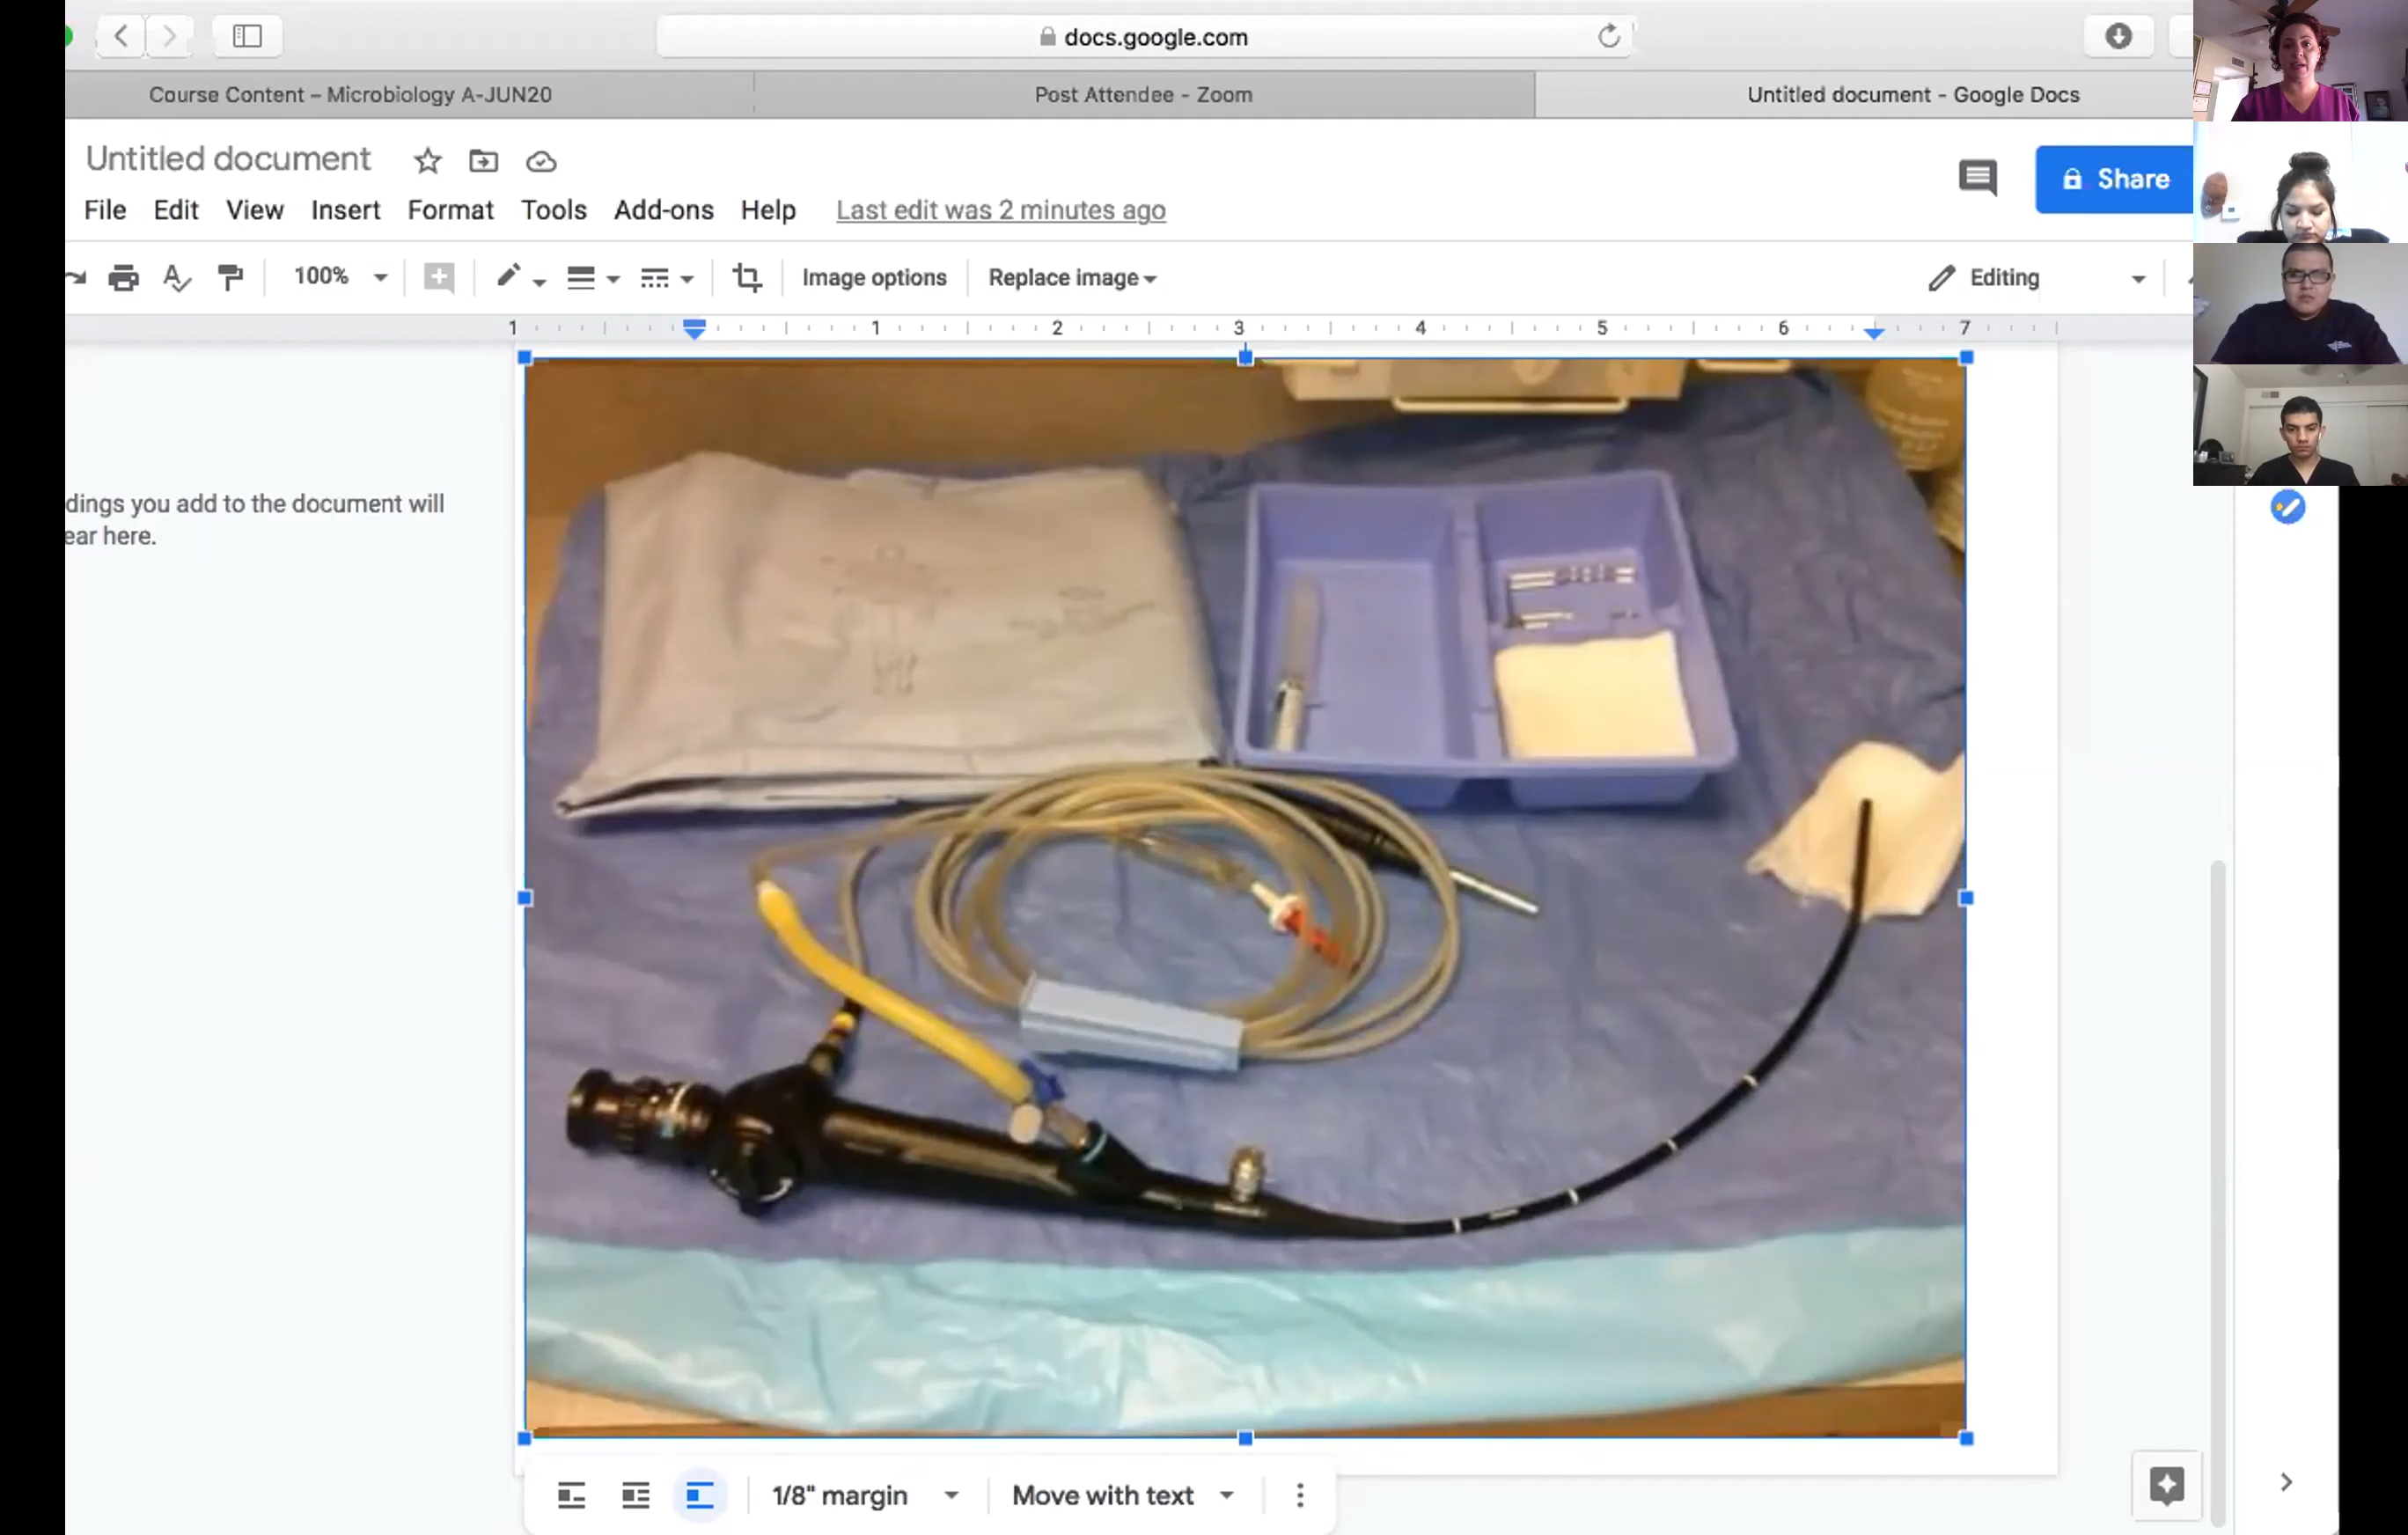 docs.google.com
Course Content – Microbiology A-JUN20
Post Attendee - Zoom
Untitled document - Google Docs
Untitled document
Share
File Edit View Insert Format Tools Add-ons Help Last edit was 2 minutes ago
100% Image options Replace image Editing
1 1 2 3 4 5 6 7
dings you add to the document will
ear here.
1/8" margin Move with text